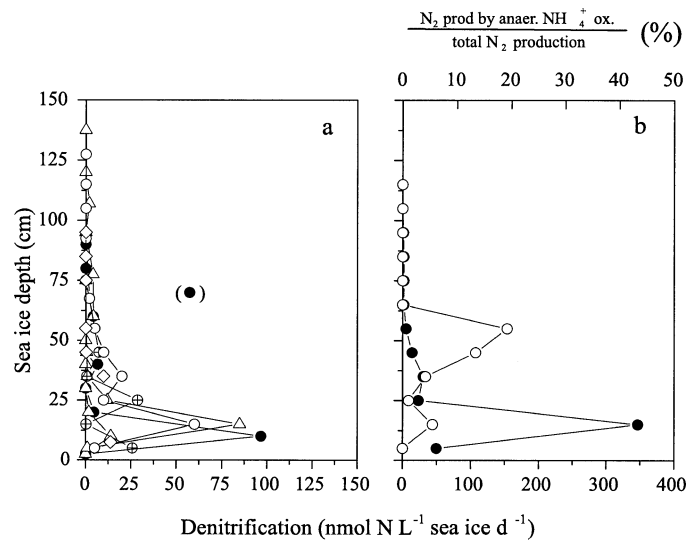 N₂ prod by anaer. NH₄⁺ ox.
total N₂ production
(%)
0 10 20 30 40 50
150
125
100
75
50
25
0
Sea ice depth (cm)
a
b
( )
0 25 50 75 100 150
0 100 200 300 400
Denitrification (nmol N L⁻¹ sea ice d⁻¹)